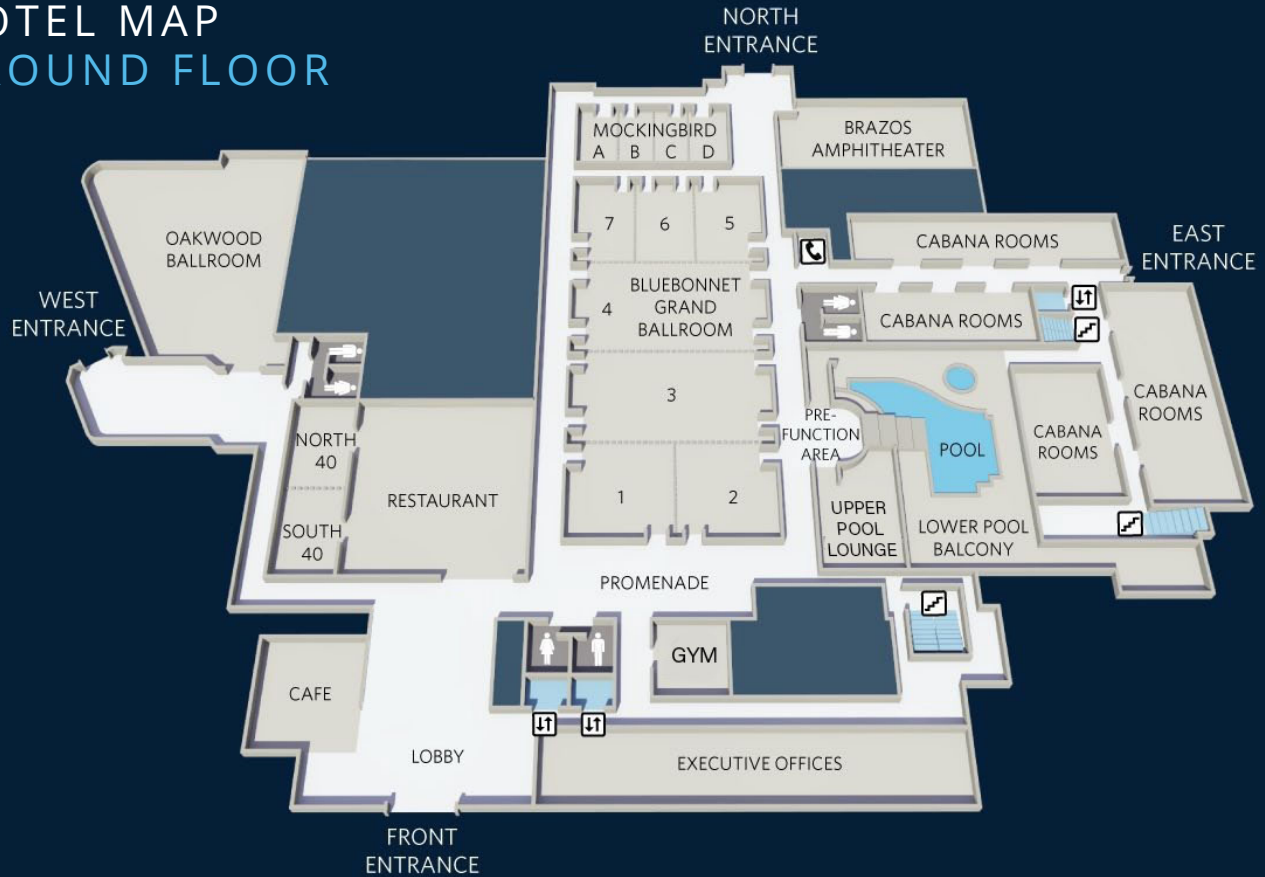 OTEL MAP
OUND FLOOR
NORTH
ENTRANCE
MOCKINGBIRD
A B C D
BRAZOS
AMPHITHEATER
7 6 5
OAKWOOD
BALLROOM
CABANA ROOMS
EAST
ENTRANCE
WEST
ENTRANCE
BLUEBONNET
GRAND
BALLROOM
4
CABANA ROOMS
3
CABANA
ROOMS
PRE-
FUNCTION
AREA
POOL
CABANA
ROOMS
NORTH
40
RESTAURANT
1 2
SOUTH
40
UPPER
POOL
LOUNGE
LOWER POOL
BALCONY
PROMENADE
GYM
CAFE
LOBBY
EXECUTIVE OFFICES
FRONT
ENTRANCE